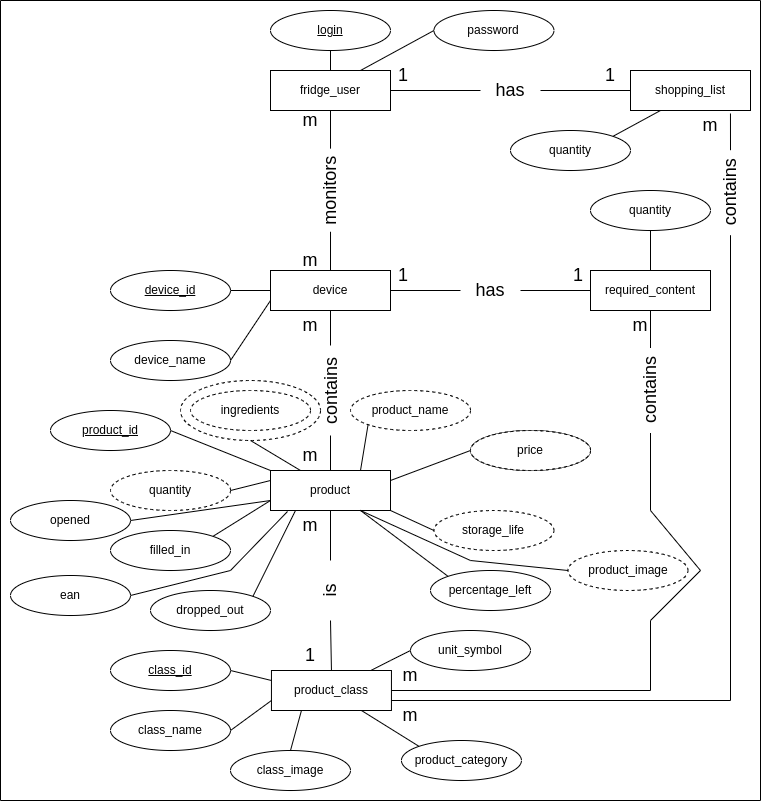 login
password
fridge_user
1
has
1
shopping_list
m
m
quantity
monitors
contains
quantity
m
device_id
device
1
has
1
required_content
m
m
device_name
contains
contains
ingredients
product_name
product_id
m
price
quantity
product
opened
m
storage_life
filled_in
product_image
ean
is
percentage_left
dropped_out
1
unit_symbol
class_id
m
product_class
m
class_name
class_image
product_category